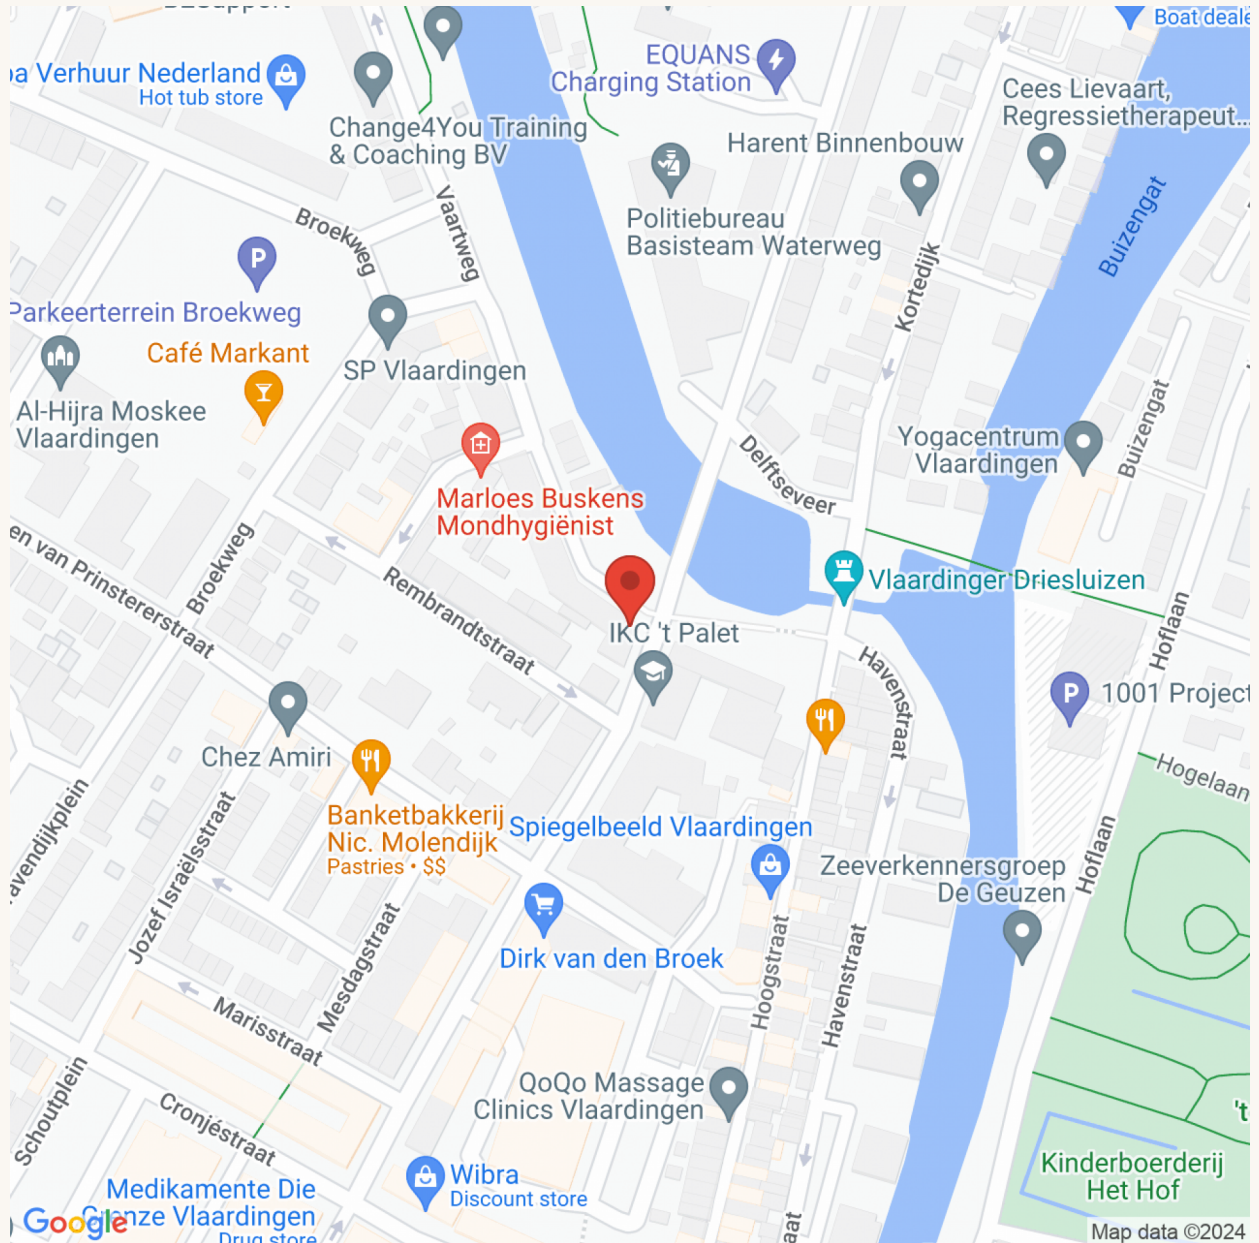 BZSupport
Boat deale
EQUANS
Charging Station
pa Verhuur Nederland
Hot tub store
Cees Lievaart,
Regressietherapeut...
Change4You Training
& Coaching BV
Harent Binnenbouw
Politiebureau
Basisteam Waterweg
Vaartweg
Broekweg
Buizengat
Kortedijk
P
Parkeerterrein Broekweg
Café Markant
SP Vlaardingen
Al-Hijra Moskee
Vlaardingen
Yogacentrum
Vlaardingen
Buizengat
Delftseveer
Marloes Buskens
Mondhygiënist
en van Prinstererstraat
Broekweg
Rembrandtstraat
Vlaardinger Driesluizen
IKC 't Palet
Hoflaan
Havenstraat
P
1001 Project
Chez Amiri
Hogelaan
Banketbakkerij
Nic. Molendijk
Pastries • $$
Spiegelbeeld Vlaardingen
avendijkplein
Jozef Israëlsstraat
Zeeverkennersgroep
De Geuzen
Hoflaan
Dirk van den Broek
Mesdagstraat
Hoogstraat
Havenstraat
Marisstraat
QoQo Massage
Clinics Vlaardingen
Schoutplein
Cronjéstraat
't
Wibra
Discount store
Kinderboerderij
Het Hof
Medikamente Die
Grenze Vlaardingen
Drug store
Google
aat
Map data ©2024